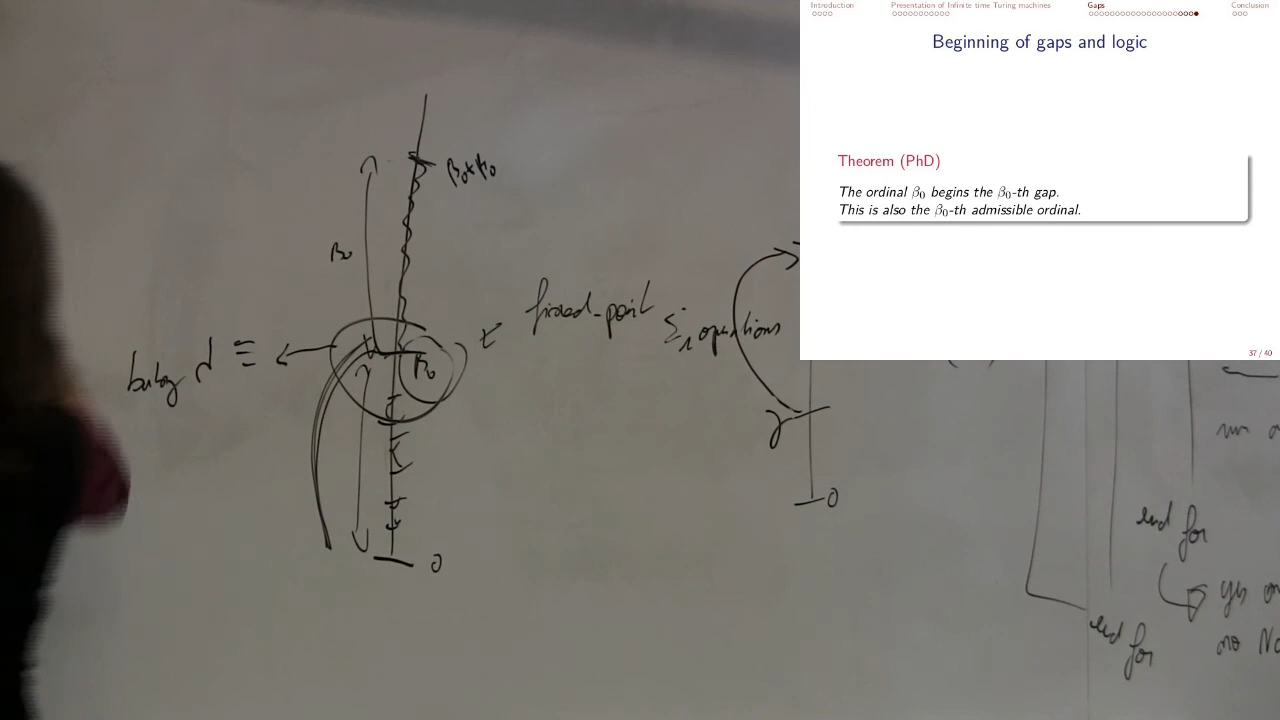 Introduction
Presentation of Infinite time Turing machines
Gaps
Conclusion
Beginning of gaps and logic
Theorem (PhD)
The ordinal β₀ begins the β₀-th gap.
This is also the β₀-th admissible ordinal.
37 / 40
β₀
fixed-point
Σ₁ operations
β₀
γ
0
0
end for
end for